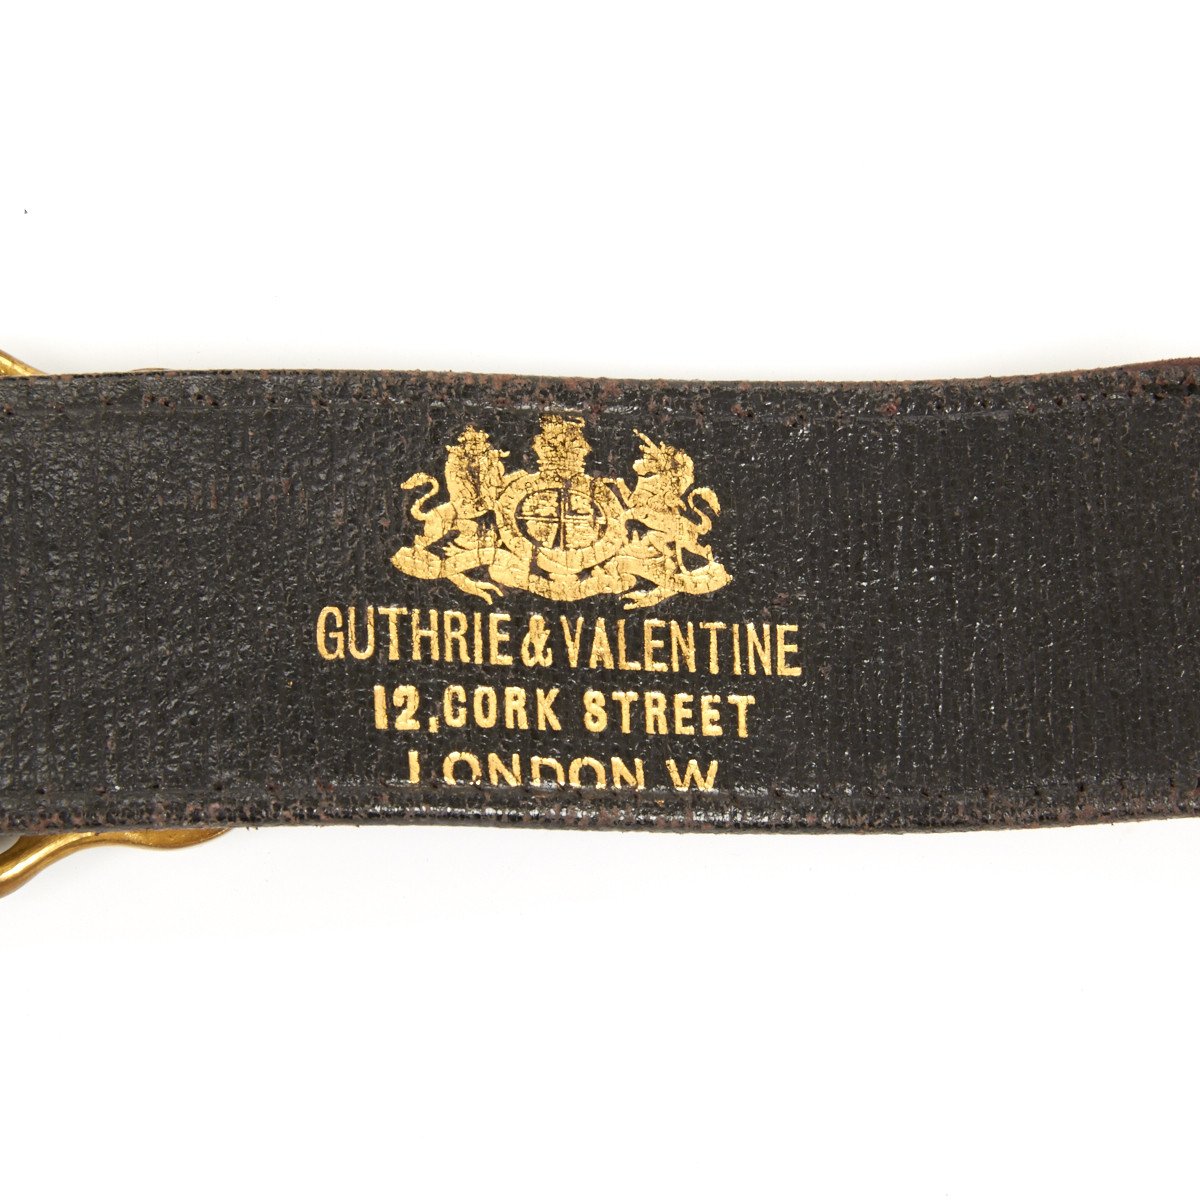 GUTHRIE & VALENTINE
12, CORK STREET
LONDON W